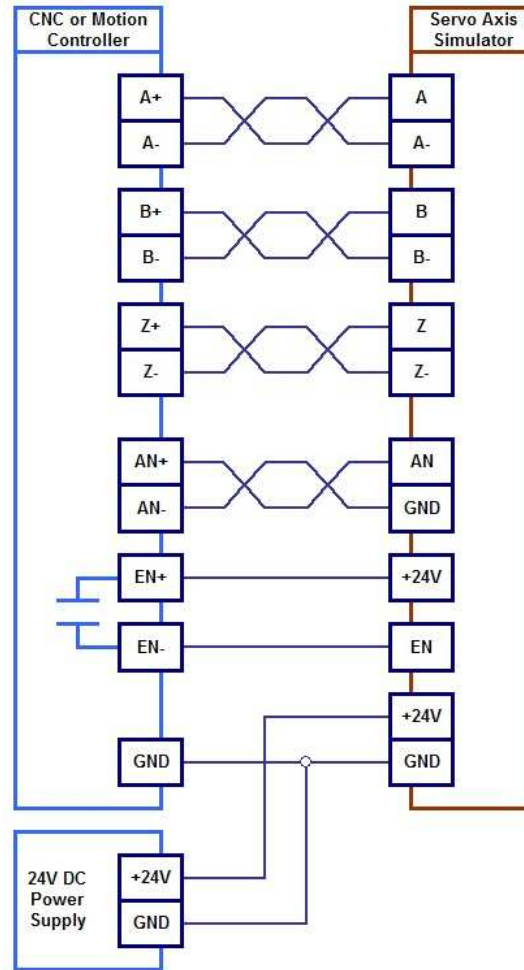 CNC or Motion
Controller
Servo Axis
Simulator
A+
A
A-
A-
B+
B
B-
B-
Z+
Z
Z-
Z-
AN+
AN
AN-
GND
EN+
+24V
EN-
EN
+24V
GND
GND
24V DC
Power
Supply
+24V
GND